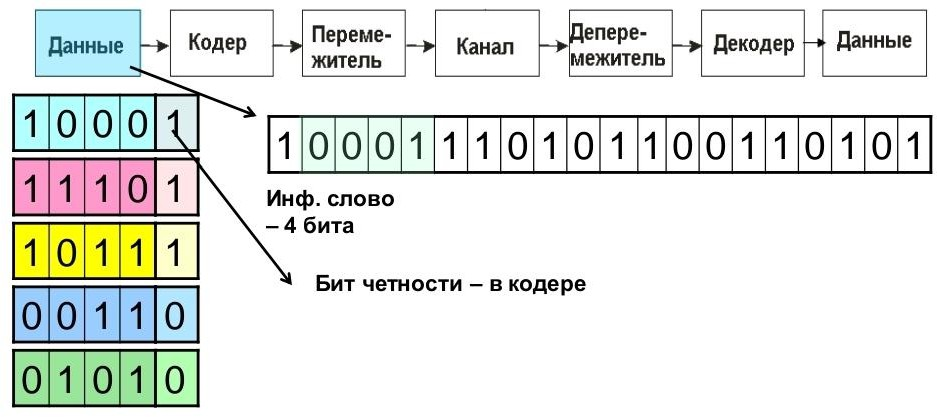 Данные
Кодер
Переме-
житель
Канал
Депере-
межитель
Декодер
Данные
1 0 0 0 1
1 1 1 0 1
1 0 1 1 1
0 0 1 1 0
0 1 0 1 0
1 0 0 0 1 1 1 0 1 0 1 1 0 0 1 1 0 1 0 1
Инф. слово
– 4 бита
Бит четности – в кодере